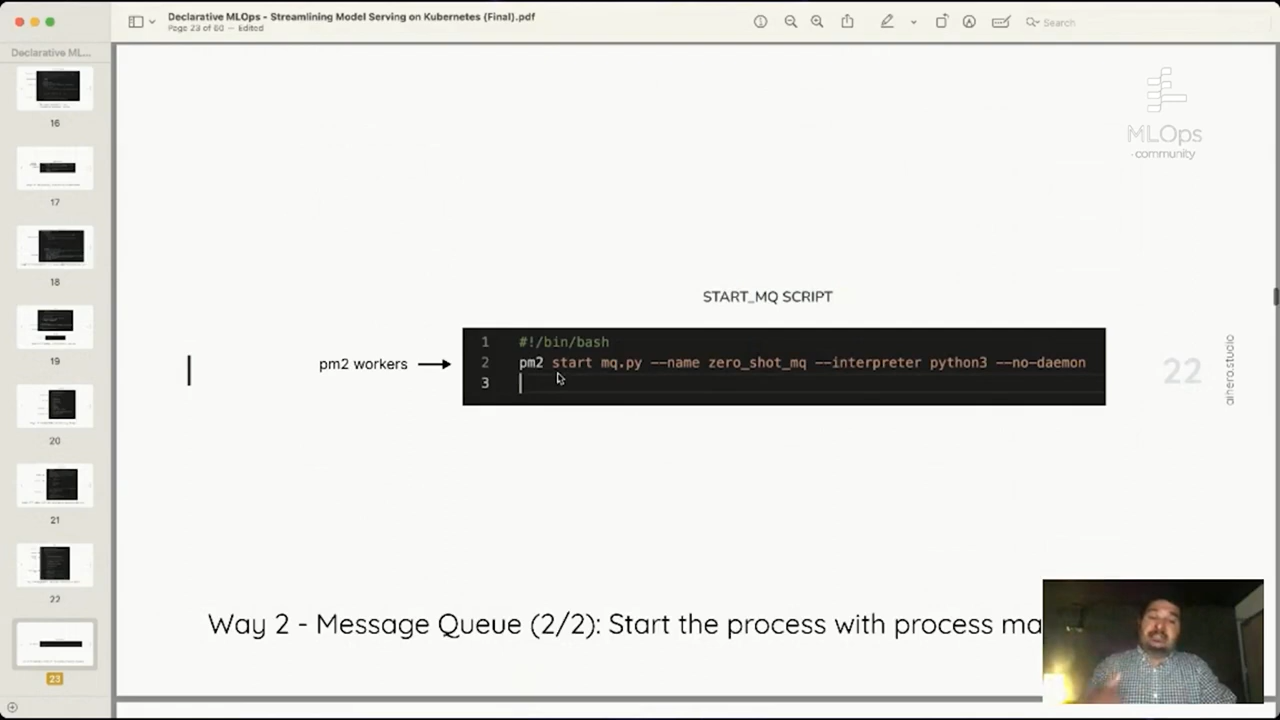 Declarative MLOps - Streamlining Model Serving on Kubernetes (Final).pdf
Page 23 of 60 — Edited
Search
Declarative ML...
16
17
18
19
20
21
22
23
MLOps
community
START_MQ SCRIPT
pm2 workers
1 #!/bin/bash
2 pm2 start mq.py --name zero_shot_mq --interpreter python3 --no-daemon
3
22
aihero.studio
Way 2 - Message Queue (2/2): Start the process with process ma